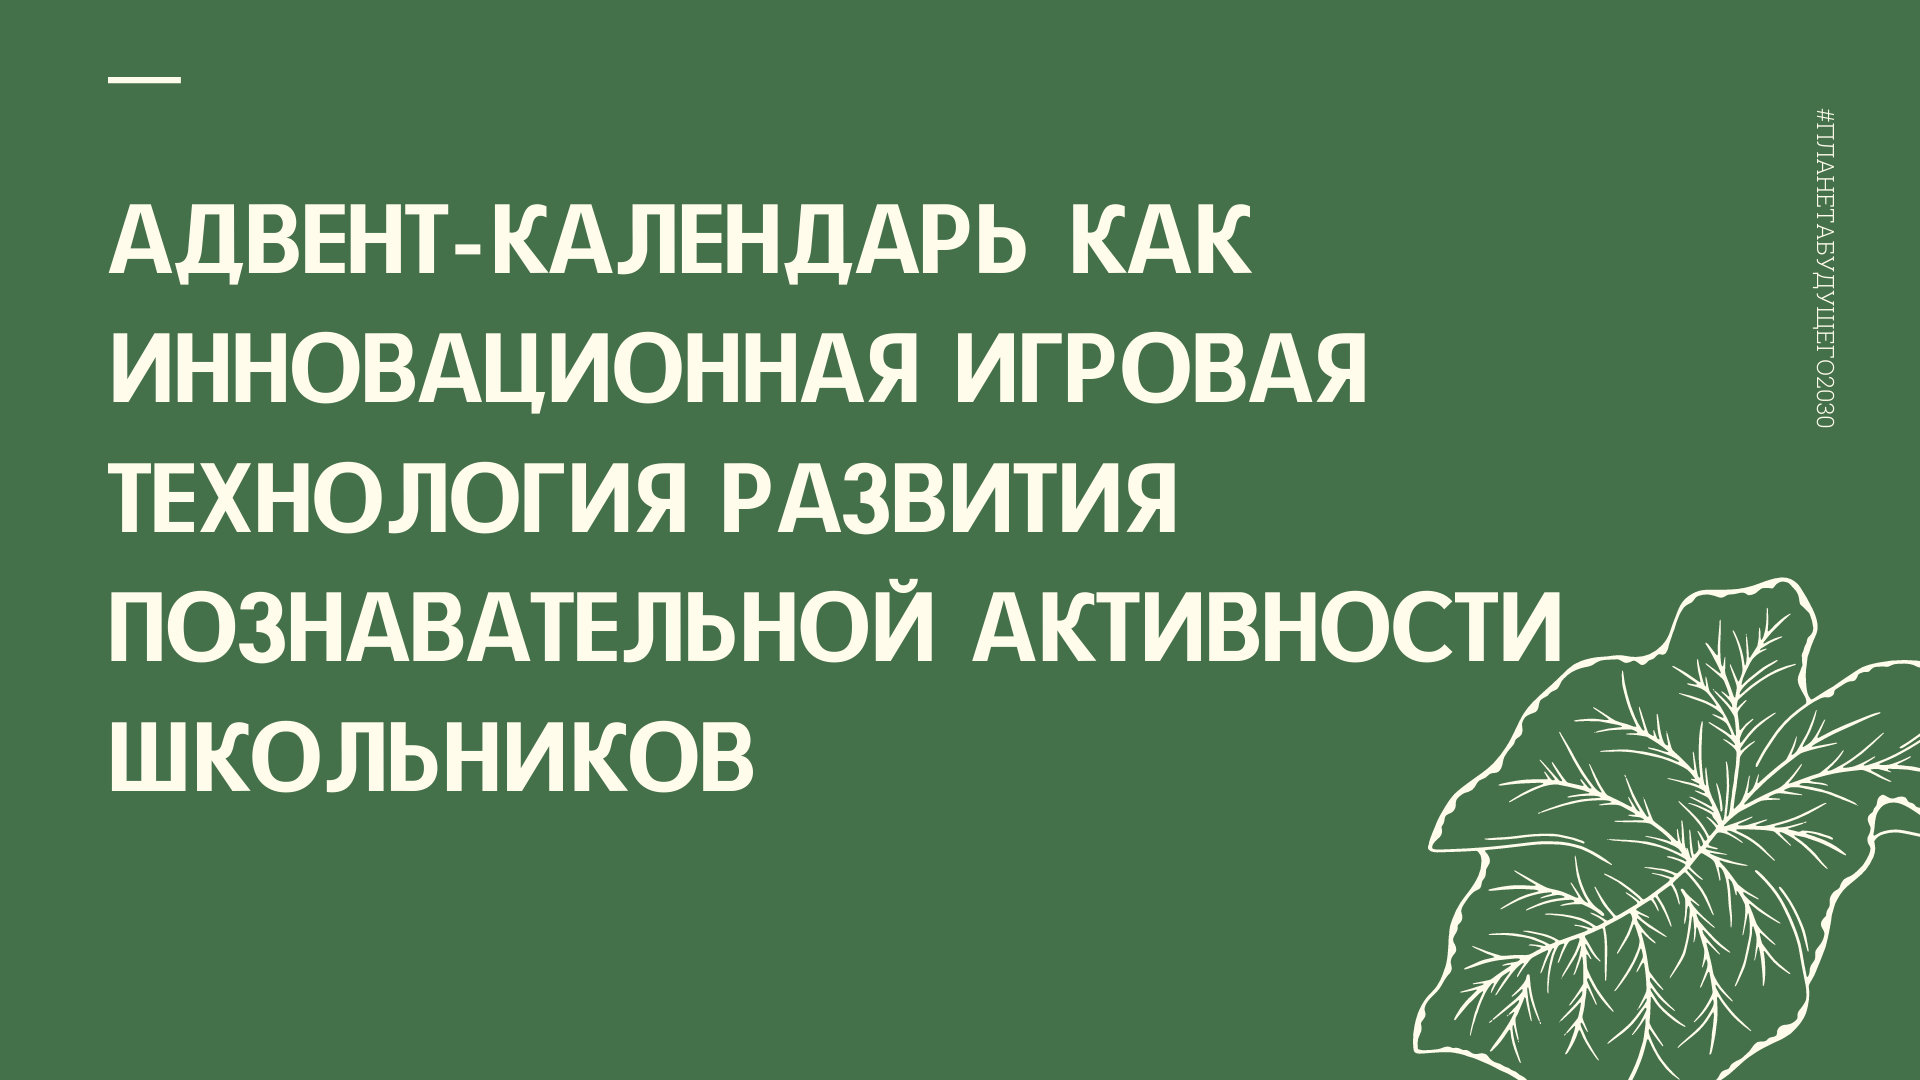 АДВЕНТ-КАЛЕНДАРЬ КАК
ИННОВАЦИОННАЯ ИГРОВАЯ
ТЕХНОЛОГИЯ РАЗВИТИЯ
ПОЗНАВАТЕЛЬНОЙ АКТИВНОСТИ
ШКОЛЬНИКОВ
#ПЛАНЕТАБУДУЩЕГО2030